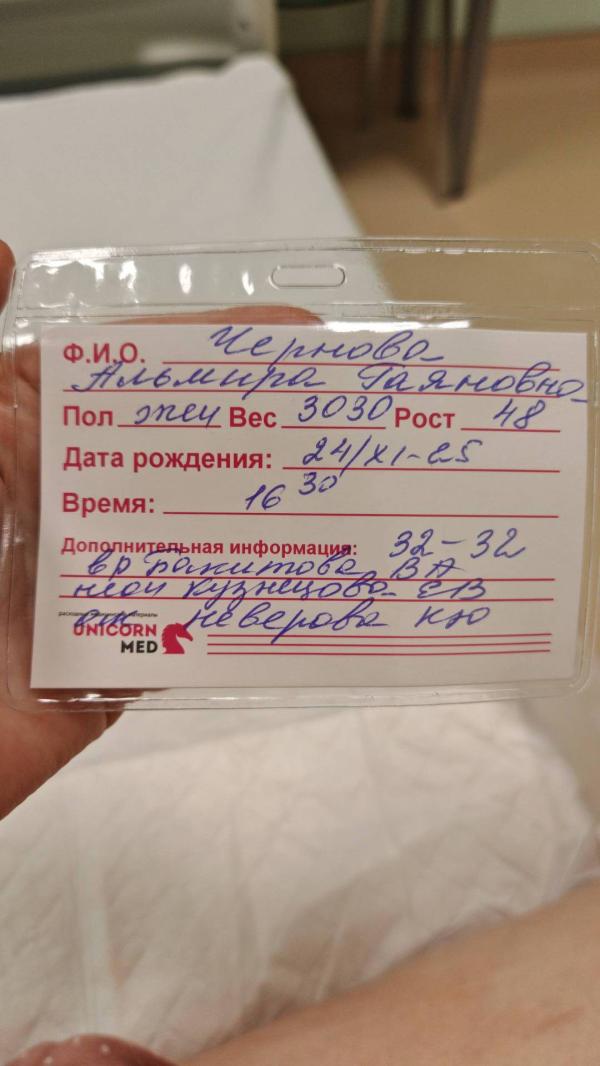 Ф.И.О. Чернова
Альмира Гаяновна
Пол жен Вес 3030 Рост 48
Дата рождения: 24/XI-25
Время: 16 30
Дополнительная информация: 32-32
вр Бахитова ВА
неон Кузнецова ЕВ
ак Неверова КЮ
UNICORN
MED